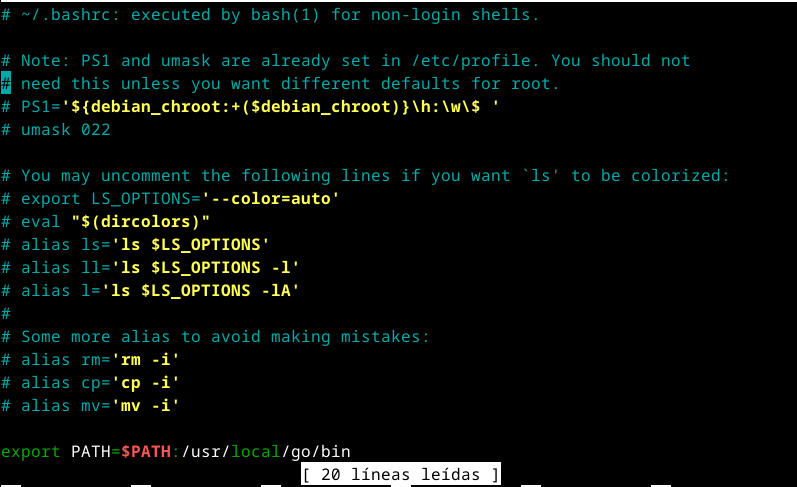 # ~/.bashrc: executed by bash(1) for non-login shells.
# Note: PS1 and umask are already set in /etc/profile. You should not
# need this unless you want different defaults for root.
# PS1='${debian_chroot:+($debian_chroot)}\h:\w\$ '
# umask 022
# You may uncomment the following lines if you want `ls' to be colorized:
# export LS_OPTIONS='--color=auto'
# eval "$(dircolors)"
# alias ls='ls $LS_OPTIONS'
# alias ll='ls $LS_OPTIONS -l'
# alias l='ls $LS_OPTIONS -lA'
#
# Some more alias to avoid making mistakes:
# alias rm='rm -i'
# alias cp='cp -i'
# alias mv='mv -i'
export PATH=$PATH:/usr/local/go/bin
[ 20 líneas leídas ]